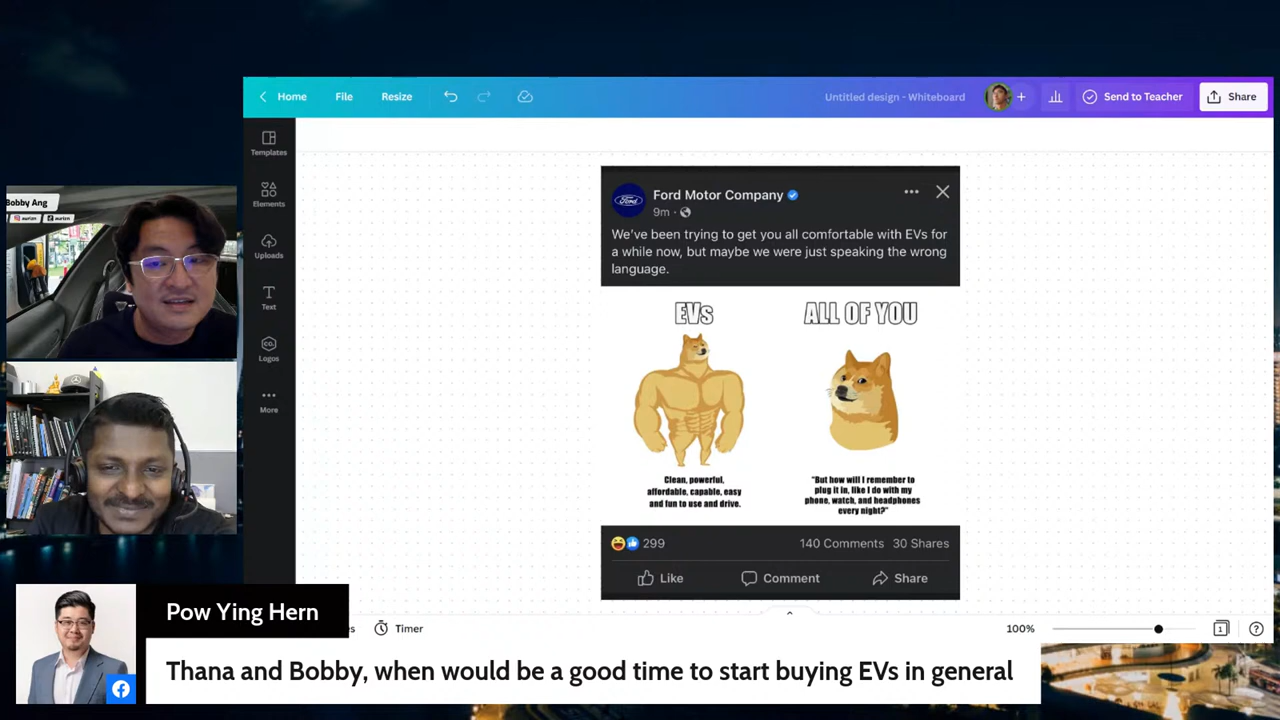 Home
File
Resize
Untitled design - Whiteboard
+
Send to Teacher
Share
Templates
Elements
Uploads
Text
CO.
Logos
More
Bobby Ang
Ford
Ford Motor Company
9m ·
We've been trying to get you all comfortable with EVs for
a while now, but maybe we were just speaking the wrong
language.
EVs
ALL OF YOU
Clean, powerful,
affordable, capable, easy
and fun to use and drive.
"But how will I remember to
plug it in, like I do with my
phone, watch, and headphones
every night?"
299
140 Comments 30 Shares
Like
Comment
Share
Timer
100%
1
?
Pow Ying Hern
Thana and Bobby, when would be a good time to start buying EVs in general